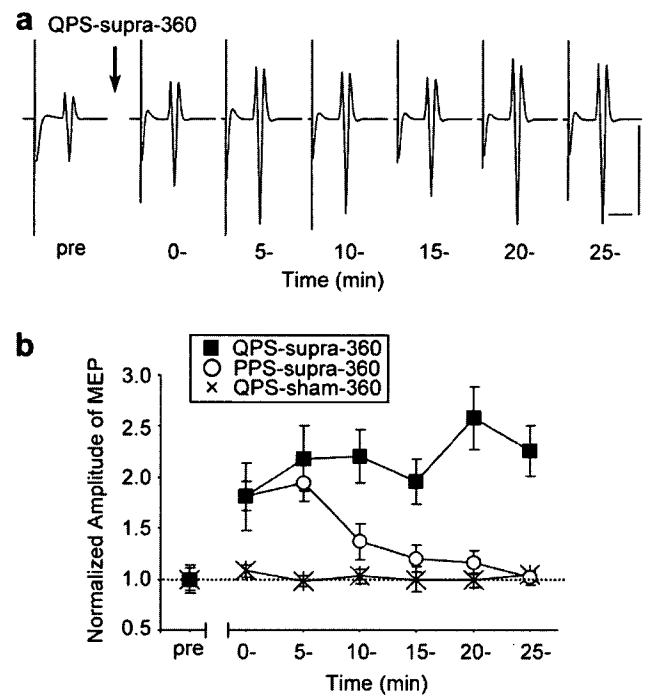 a
QPS-supra-360
pre 0- 5- 10- 15- 20- 25-
Time (min)
b
QPS-supra-360
PPS-supra-360
QPS-sham-360
Normalized Amplitude of MEP
3.0
2.5
2.0
1.5
1.0
0.5
pre 0- 5- 10- 15- 20- 25-
Time (min)